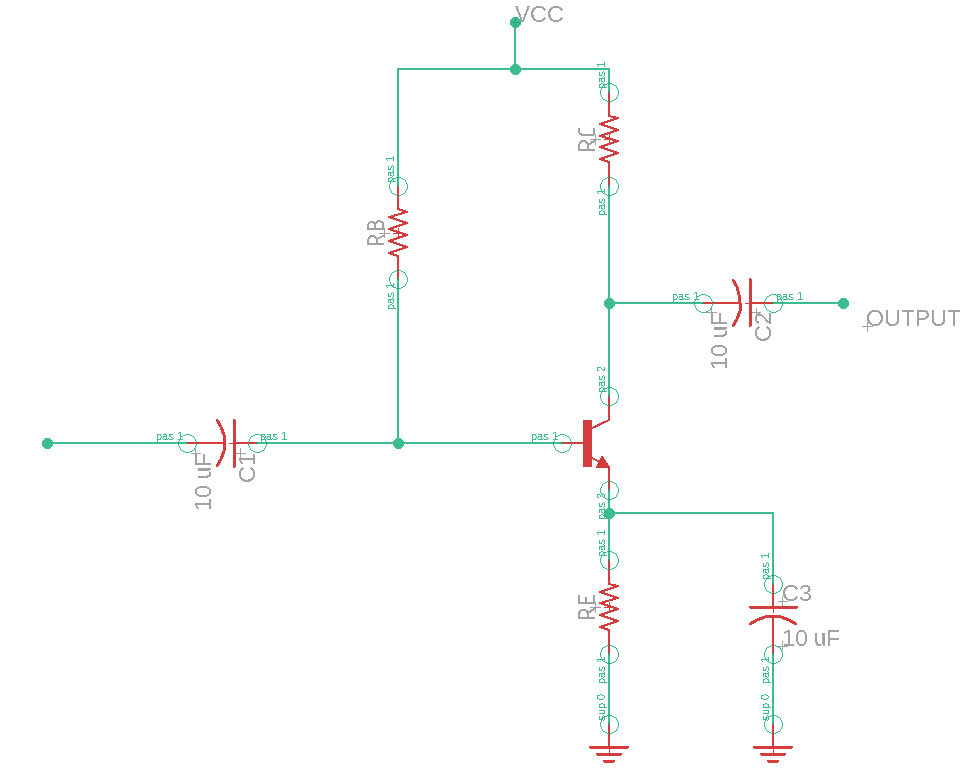 VCC
pas 1
RC
pas 1
pas 1
RB
pas 1
pas 1
pas 1
OUTPUT
10 uF
C2
pas 2
pas 1
pas 1
pas 1
10 uF
C1
pas 3
pas 1
RE
pas 1
sup 0
pas 1
C3
10 uF
pas 1
sup 0